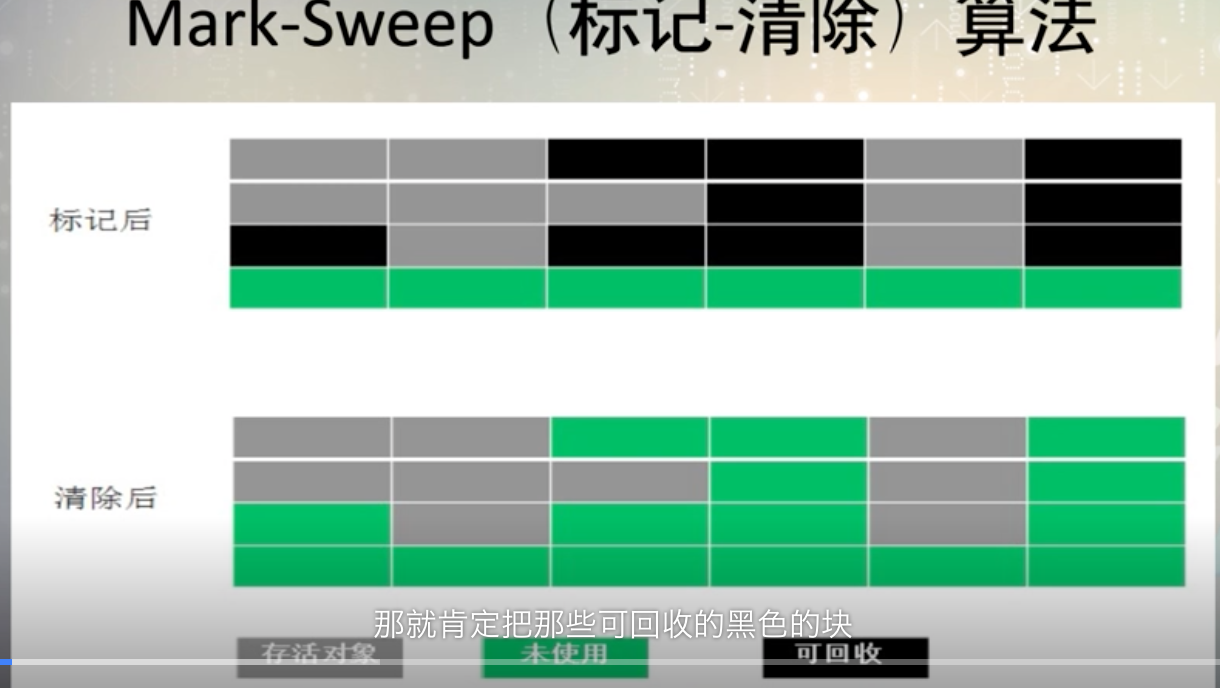 Mark-Sweep（标记-清除）算法
标记后
清除后
那就肯定把那些可回收的黑色的块
存活对象
未使用
可回收